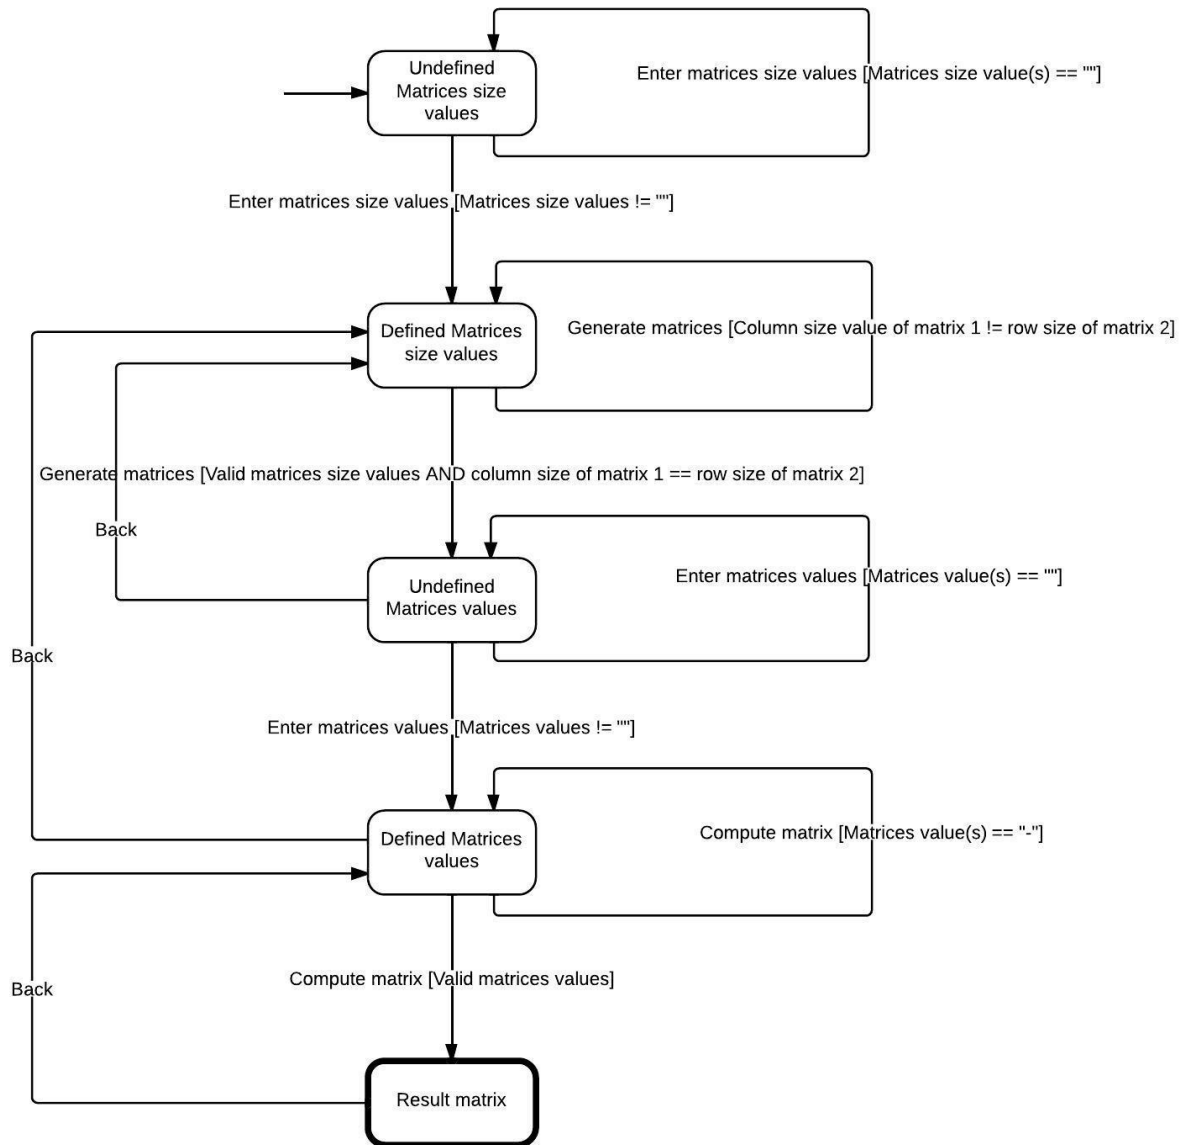 Undefined
Matrices size
values
Enter matrices size values [Matrices size value(s) == ""]
Enter matrices size values [Matrices size values != ""]
Defined Matrices
size values
Generate matrices [Column size value of matrix 1 != row size of matrix 2]
Generate matrices [Valid matrices size values AND column size of matrix 1 == row size of matrix 2]
Back
Undefined
Matrices values
Enter matrices values [Matrices value(s) == ""]
Back
Enter matrices values [Matrices values != ""]
Defined Matrices
values
Compute matrix [Matrices value(s) == "-"]
Compute matrix [Valid matrices values]
Back
Result matrix